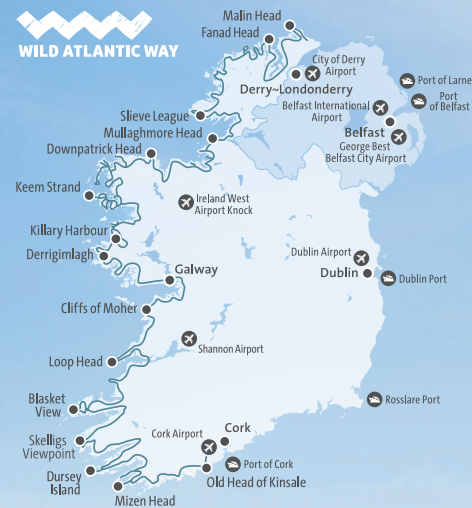 Malin Head
Fanad Head
WILD ATLANTIC WAY
City of Derry
Airport
Derry~Londonderry
Port of Larne
Belfast International
Airport
Port
of Belfast
Belfast
George Best
Belfast City Airport
Slieve League
Mullaghmore Head
Downpatrick Head
Keem Strand
Ireland West
Airport Knock
Killary Harbour
Derrigimlagh
Dublin Airport
Dublin
Dublin Port
Galway
Cliffs of Moher
Shannon Airport
Loop Head
Blasket
View
Rosslare Port
Skelligs
Viewpoint
Cork
Cork Airport
Port of Cork
Dursey
Island
Old Head of Kinsale
Mizen Head